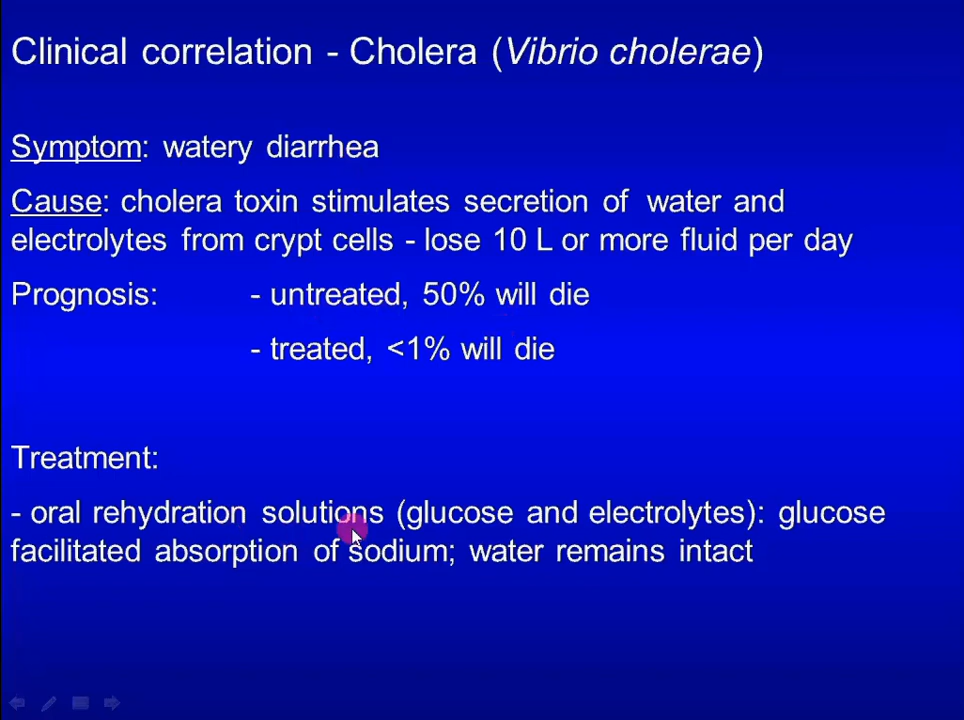 Clinical correlation - Cholera (Vibrio cholerae)
Symptom: watery diarrhea
Cause: cholera toxin stimulates secretion of water and
electrolytes from crypt cells - lose 10 L or more fluid per day
Prognosis: - untreated, 50% will die
- treated, <1% will die
Treatment:
- oral rehydration solutions (glucose and electrolytes): glucose
facilitated absorption of sodium; water remains intact